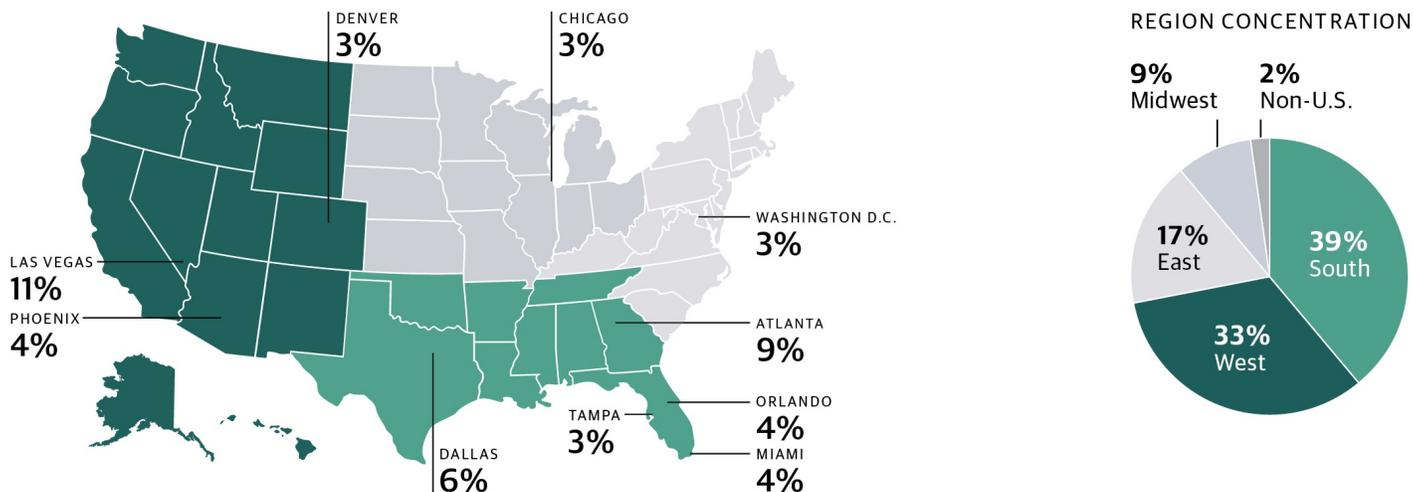 DENVER
3%
CHICAGO
3%
WASHINGTON D.C.
3%
LAS VEGAS
11%
PHOENIX
4%
ATLANTA
9%
ORLANDO
4%
TAMPA
3%
MIAMI
4%
DALLAS
6%
REGION CONCENTRATION
9%
Midwest
2%
Non-U.S.
39%
South
17%
East
33%
West